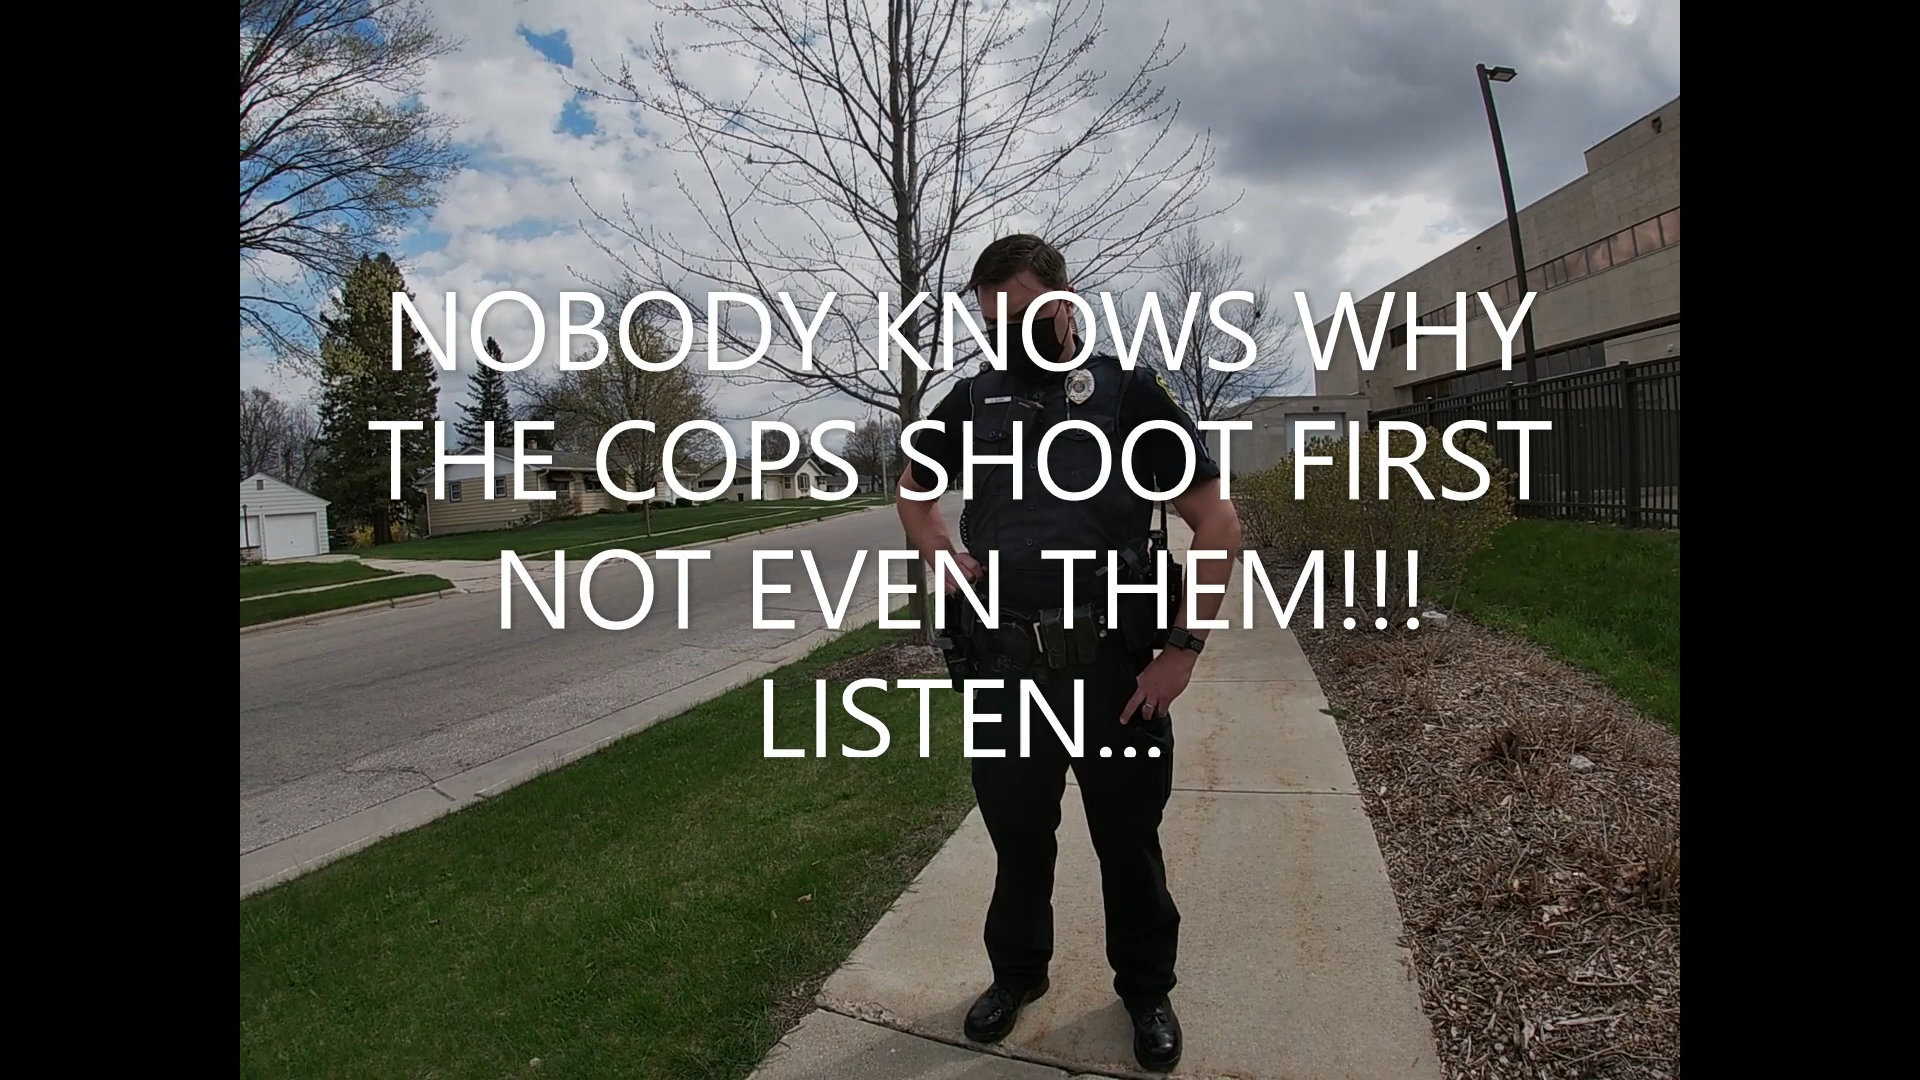 NOBODY KNOWS WHY
THE COPS SHOOT FIRST
NOT EVEN THEM!!!
LISTEN...